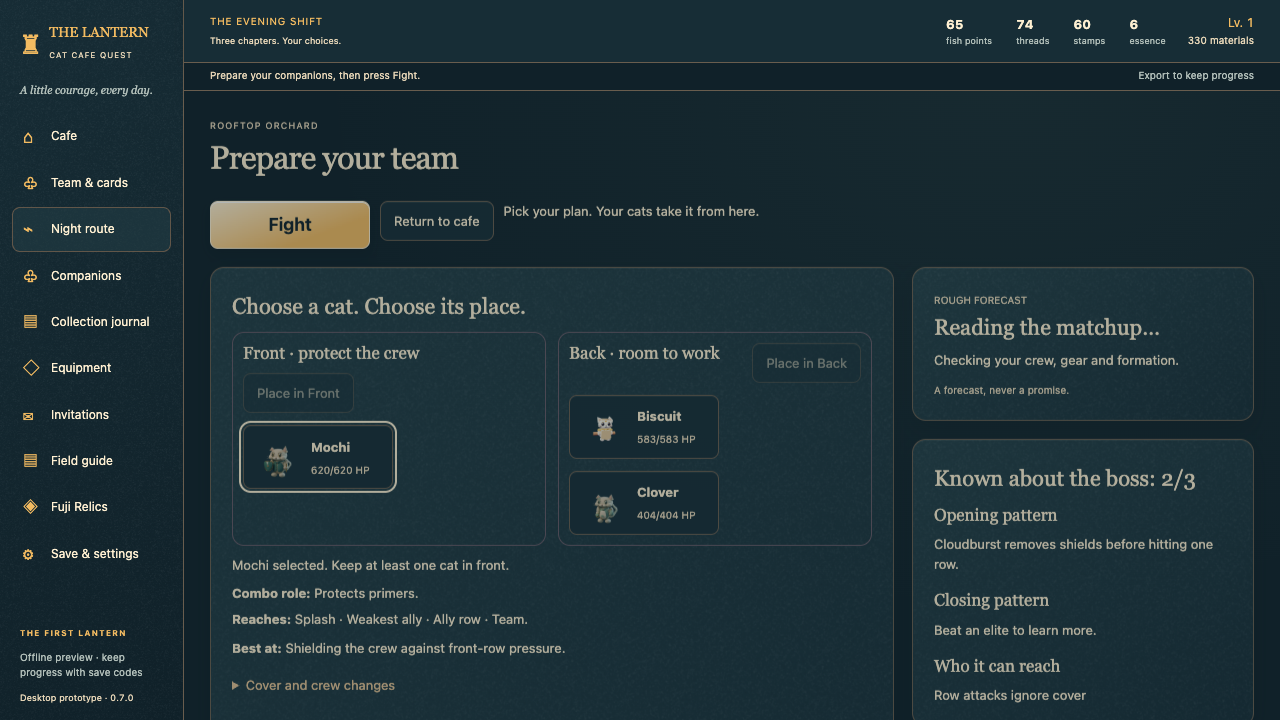 THE LANTERN
CAT CAFE QUEST
A little courage, every day.
Cafe
Team & cards
Night route
Companions
Collection journal
Equipment
Invitations
Field guide
Fuji Relics
Save & settings
THE FIRST LANTERN
Offline preview · keep
progress with save codes
Desktop prototype · 0.7.0
THE EVENING SHIFT
Three chapters. Your choices.
65
fish points
74
threads
60
stamps
6
essence
Lv. 1
330 materials
Prepare your companions, then press Fight.
Export to keep progress
ROOFTOP ORCHARD
Prepare your team
Fight
Return to cafe
Pick your plan. Your cats take it from here.
Choose a cat. Choose its place.
Front · protect the crew
Place in Front
Mochi
620/620 HP
Back · room to work
Place in Back
Biscuit
583/583 HP
Clover
404/404 HP
Mochi selected. Keep at least one cat in front.
Combo role: Protects primers.
Reaches: Splash · Weakest ally · Ally row · Team.
Best at: Shielding the crew against front-row pressure.
Cover and crew changes
ROUGH FORECAST
Reading the matchup…
Checking your crew, gear and formation.
A forecast, never a promise.
Known about the boss: 2/3
Opening pattern
Cloudburst removes shields before hitting one
row.
Closing pattern
Beat an elite to learn more.
Who it can reach
Row attacks ignore cover